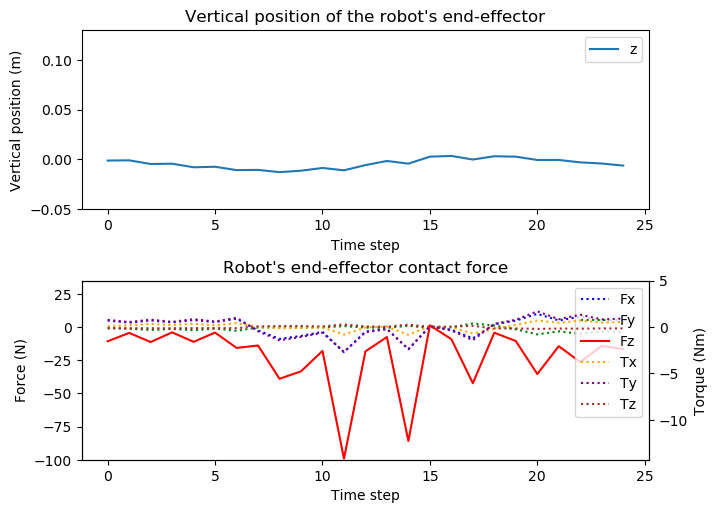 Vertical position of the robot's end-effector
Vertical position (m)
0.10
0.05
0.00
−0.05
z
0 5 10 15 20 25
Time step
Robot's end-effector contact force
Force (N)
25
0
−25
−50
−75
−100
Fx
Fy
Fz
Tx
Ty
Tz
5
0
−5
−10
Torque (Nm)
0 5 10 15 20 25
Time step